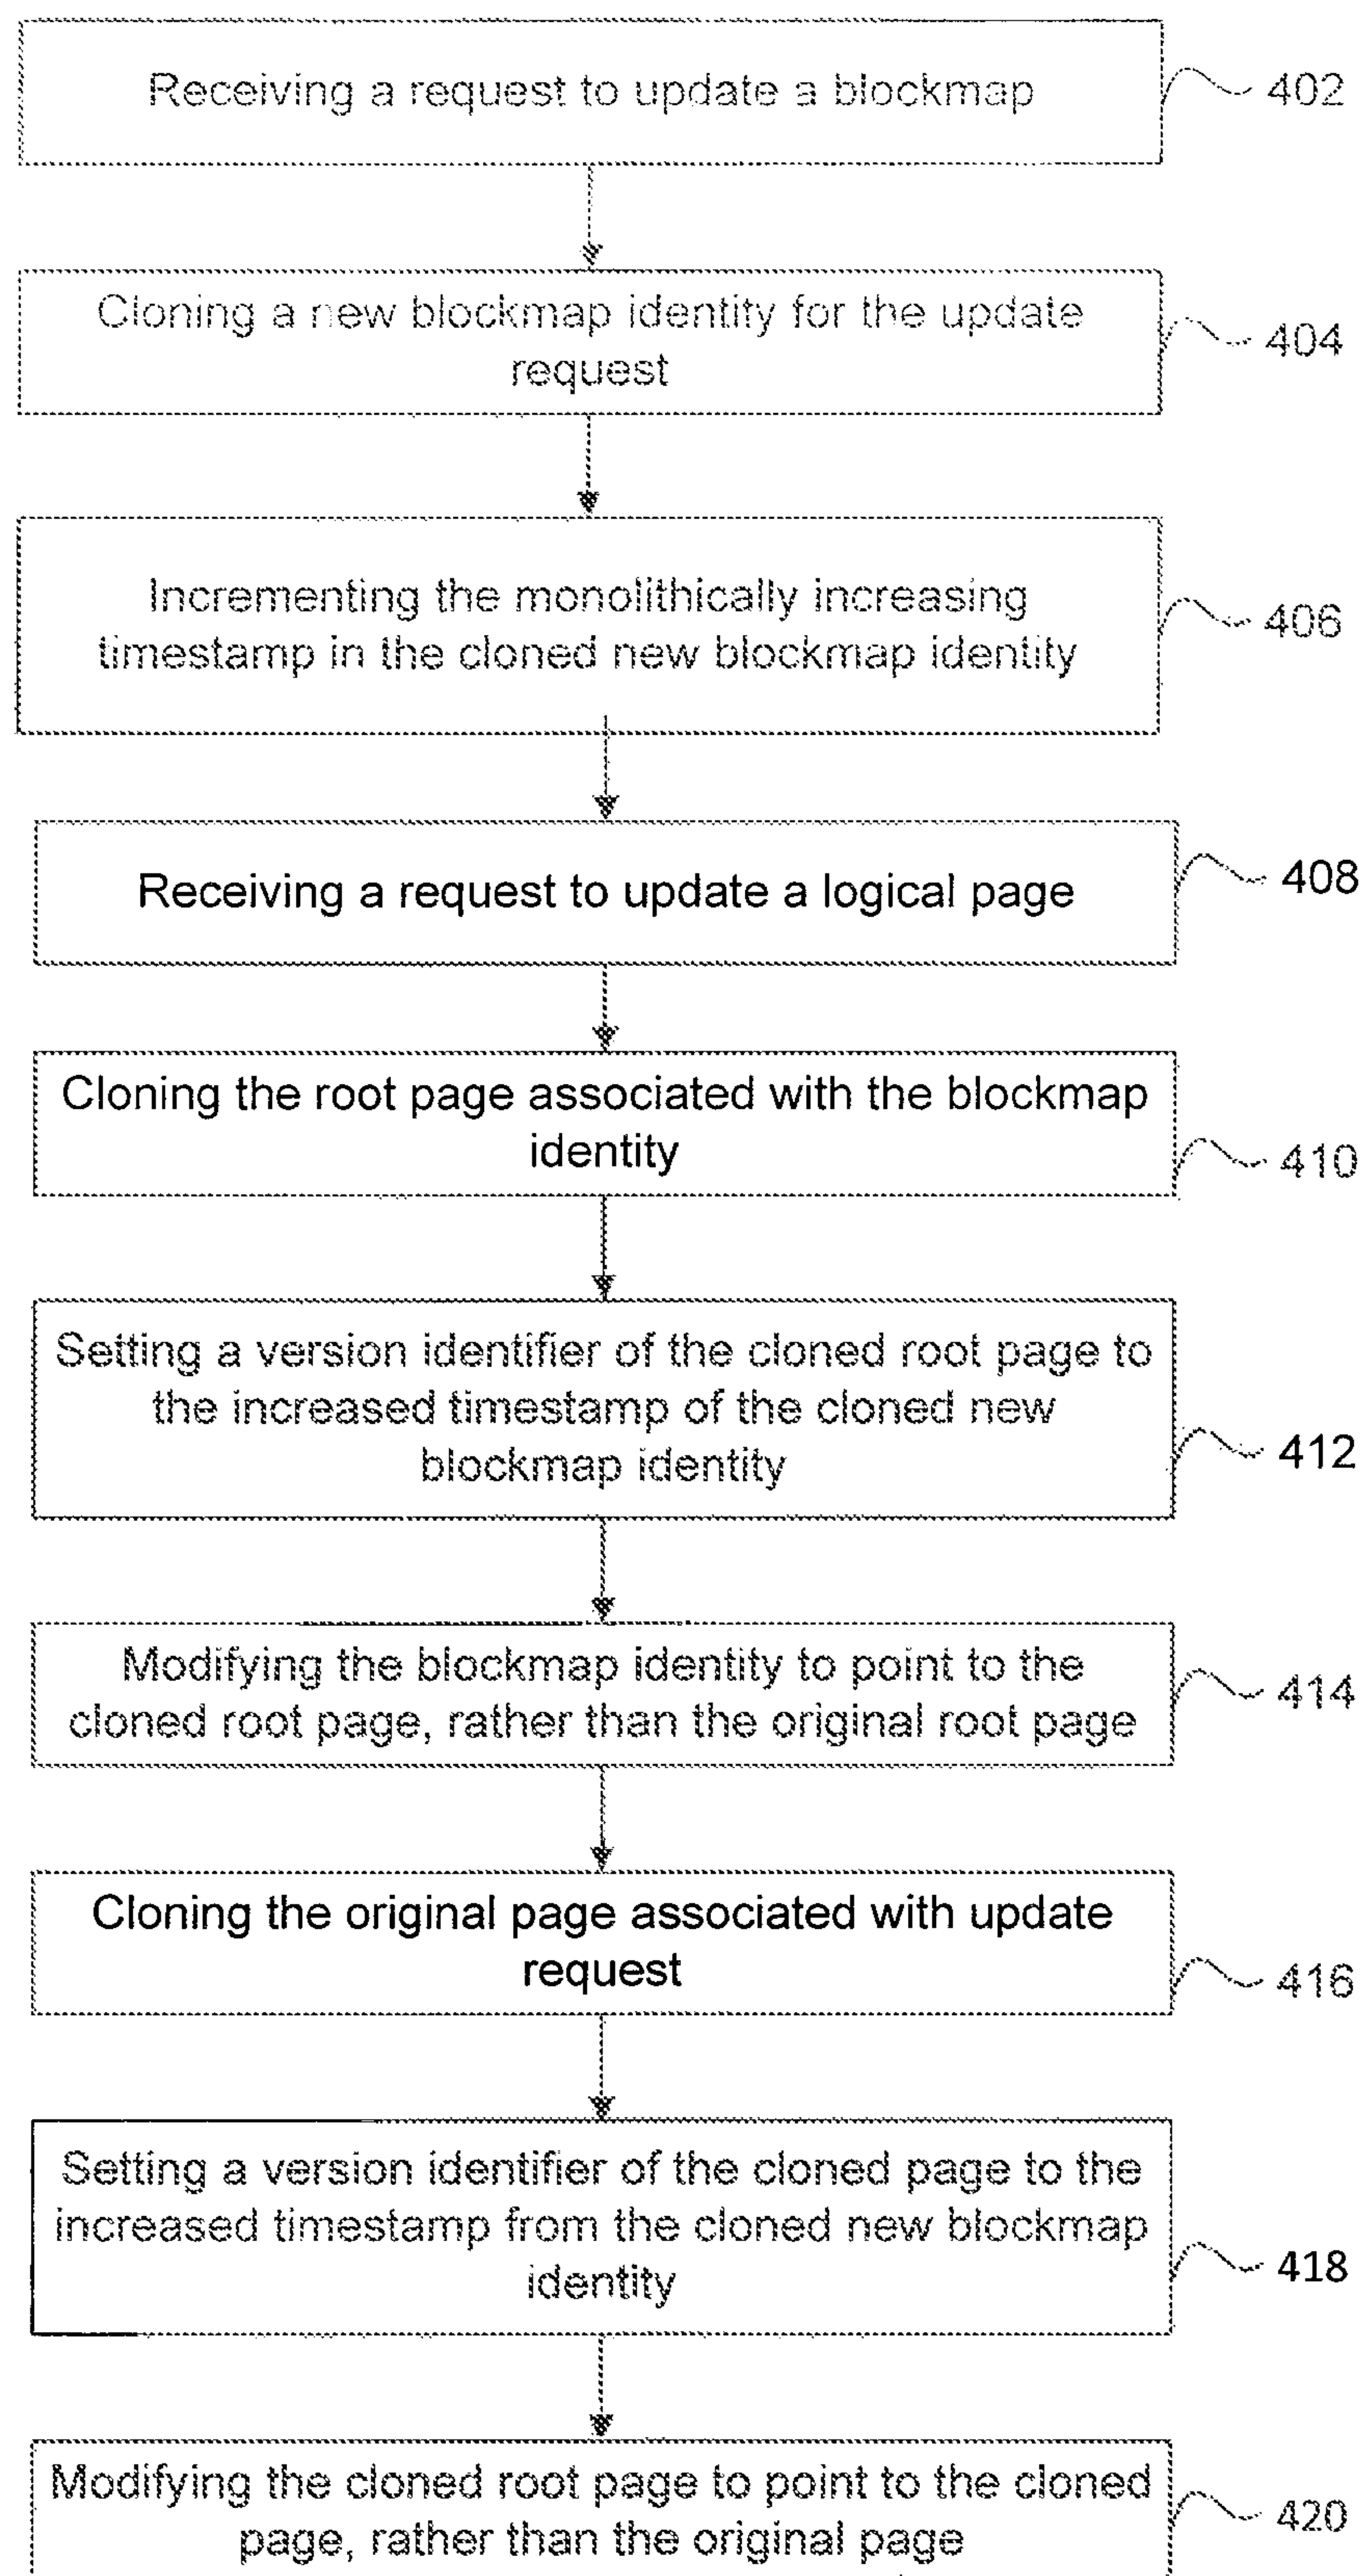 Receiving a request to update a blockmap
402
Cloning a new blockmap identity for the update
request
404
Incrementing the monolithically increasing
timestamp in the cloned new blockmap identity
406
Receiving a request to update a logical page
408
Cloning the root page associated with the blockmap
identity
410
Setting a version identifier of the cloned root page to
the increased timestamp of the cloned new
blockmap identity
412
Modifying the blockmap identity to point to the
cloned root page, rather than the original root page
414
Cloning the original page associated with update
request
416
Setting a version identifier of the cloned page to the
increased timestamp from the cloned new blockmap
identity
418
Modifying the cloned root page to point to the cloned
page, rather than the original page
420